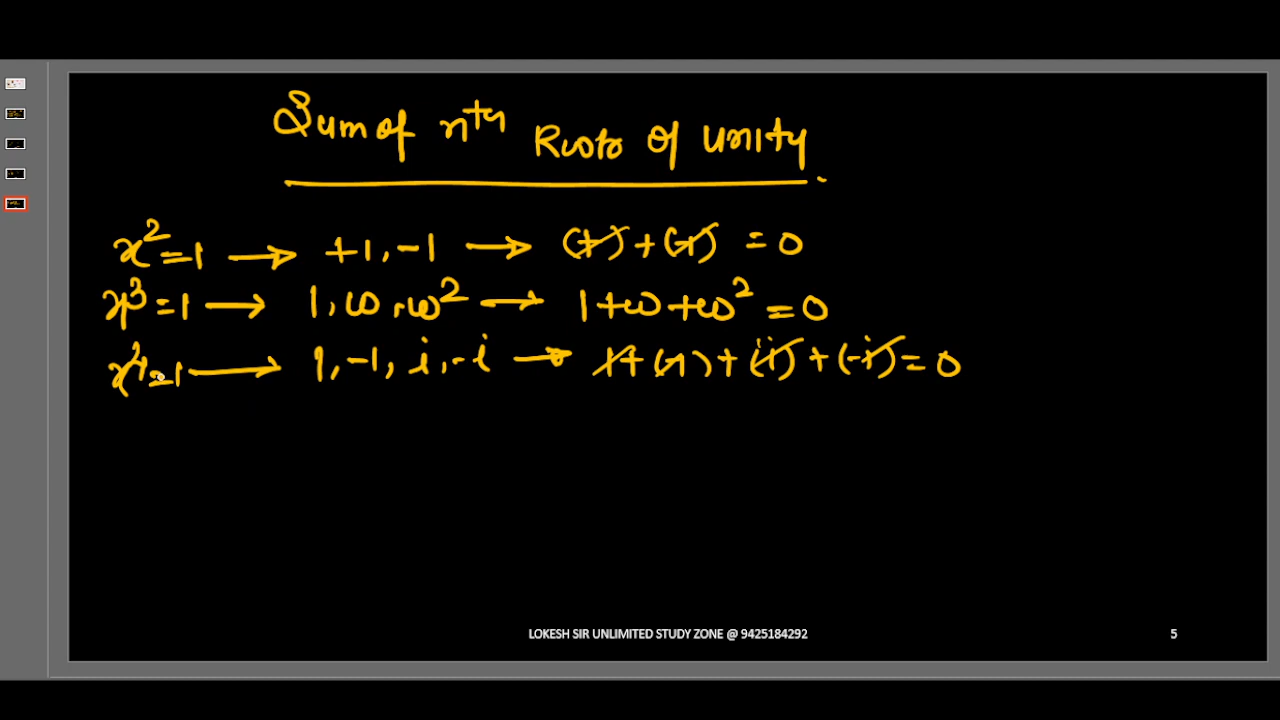 Sum of nth Roots of Unity
x²=1 → +1, -1 → (+1) + (-1) = 0
x³=1 → 1, ω, ω² → 1+ω+ω² = 0
x⁴=1 → 1, -1, i, -i → 1+(-1)+(i)+(-i) = 0
LOKESH SIR UNLIMITED STUDY ZONE @ 9425184292 5